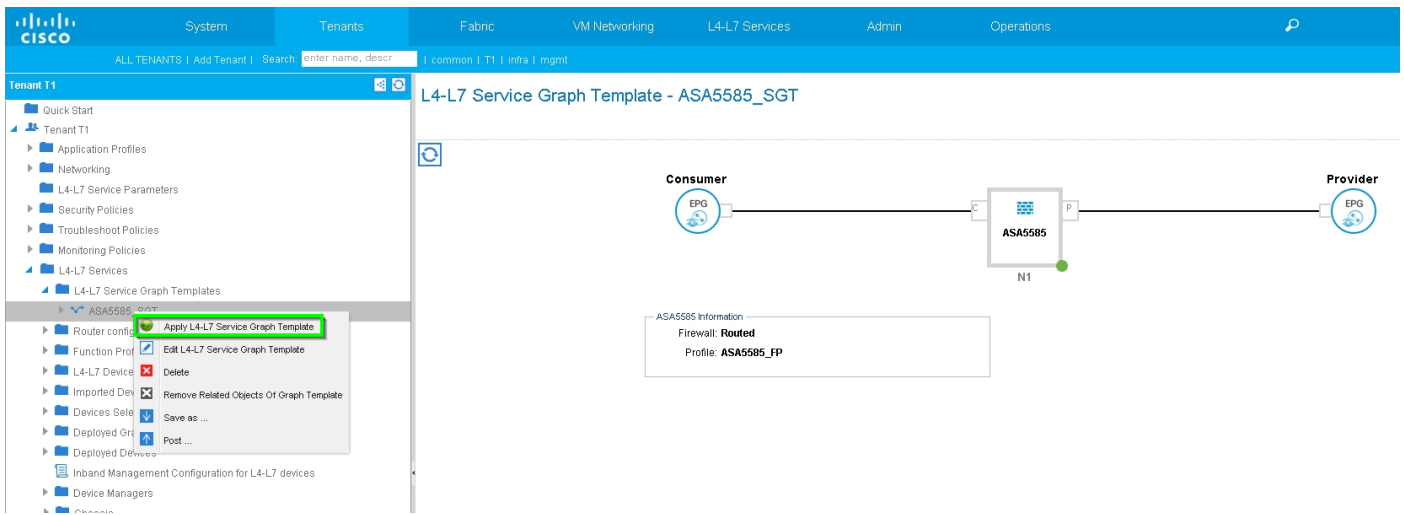 CISCO
System Tenants Fabric VM Networking L4-L7 Services Admin Operations
ALL TENANTS | Add Tenant | Search: enter name, descr | common | T1 | infra | mgmt
Tenant T1
Quick Start
Tenant T1
Application Profiles
Networking
L4-L7 Service Parameters
Security Policies
Troubleshoot Policies
Monitoring Policies
L4-L7 Services
L4-L7 Service Graph Templates
ASA5585_SGT
Router config
Function Prof
L4-L7 Device
Imported Dev
Devices Sele
Deployed Gra
Deployed Devices
Inband Management Configuration for L4-L7 devices
Device Managers
Chassis
Apply L4-L7 Service Graph Template
Edit L4-L7 Service Graph Template
Delete
Remove Related Objects Of Graph Template
Save as ...
Post ...
L4-L7 Service Graph Template - ASA5585_SGT
Consumer
EPG
C
P
ASA5585
N1
Provider
EPG
ASA5585 Information
Firewall: Routed
Profile: ASA5585_FP